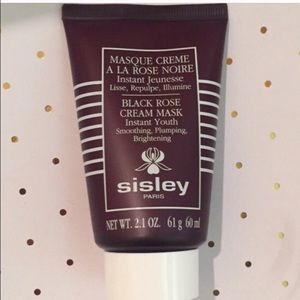 MASQUE CREME
A LA ROSE NOIRE
Instant Jeunesse
Lisse, Repulpe, Illumine
BLACK ROSE
CREAM MASK
Instant Youth
Smoothing, Plumping,
Brightening
sisley
PARIS
NET WT. 2.1 OZ. 61 g 60 ml